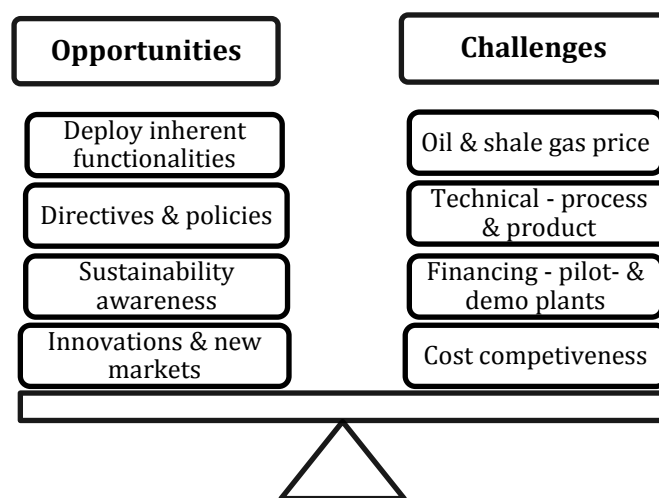 Opportunities
Deploy inherent
functionalities
Directives & policies
Sustainability
awareness
Innovations & new
markets
Challenges
Oil & shale gas price
Technical - process
& product
Financing - pilot- &
demo plants
Cost competiveness